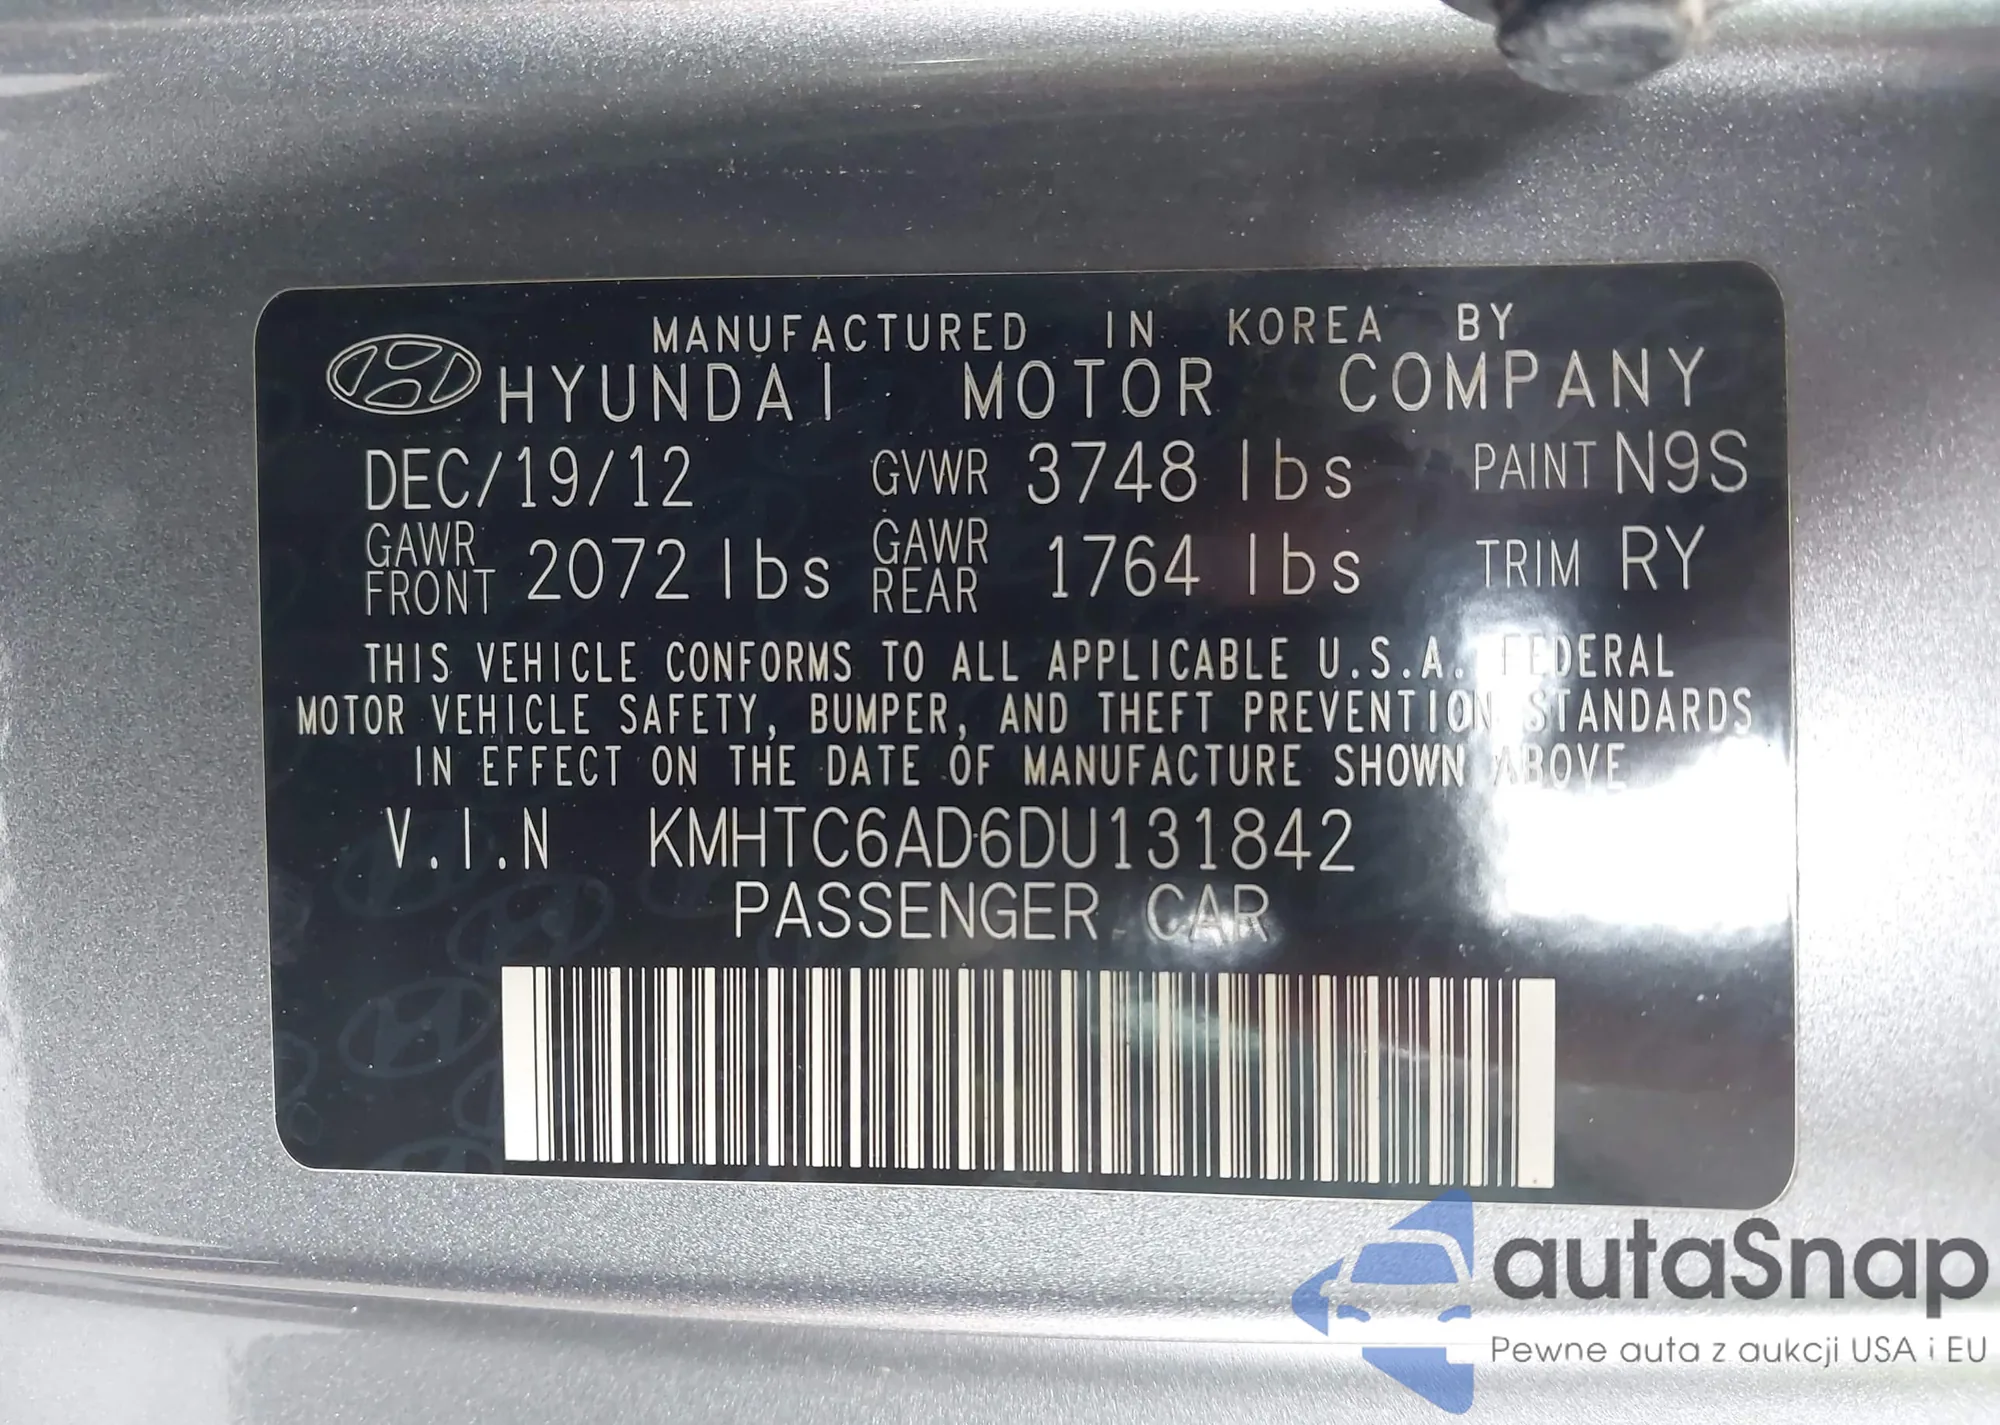 MANUFACTURED IN KOREA BY
HYUNDAI MOTOR COMPANY
DEC/19/12 GVWR 3748 lbs PAINT N9S
GAWR FRONT 2072 lbs GAWR REAR 1764 lbs TRIM RY
THIS VEHICLE CONFORMS TO ALL APPLICABLE U.S.A. FEDERAL
MOTOR VEHICLE SAFETY, BUMPER, AND THEFT PREVENTION STANDARDS
IN EFFECT ON THE DATE OF MANUFACTURE SHOWN ABOVE
V.I.N KMHTC6AD6DU131842
PASSENGER CAR
autaSnap
Pewne auta z aukcji USA i EU